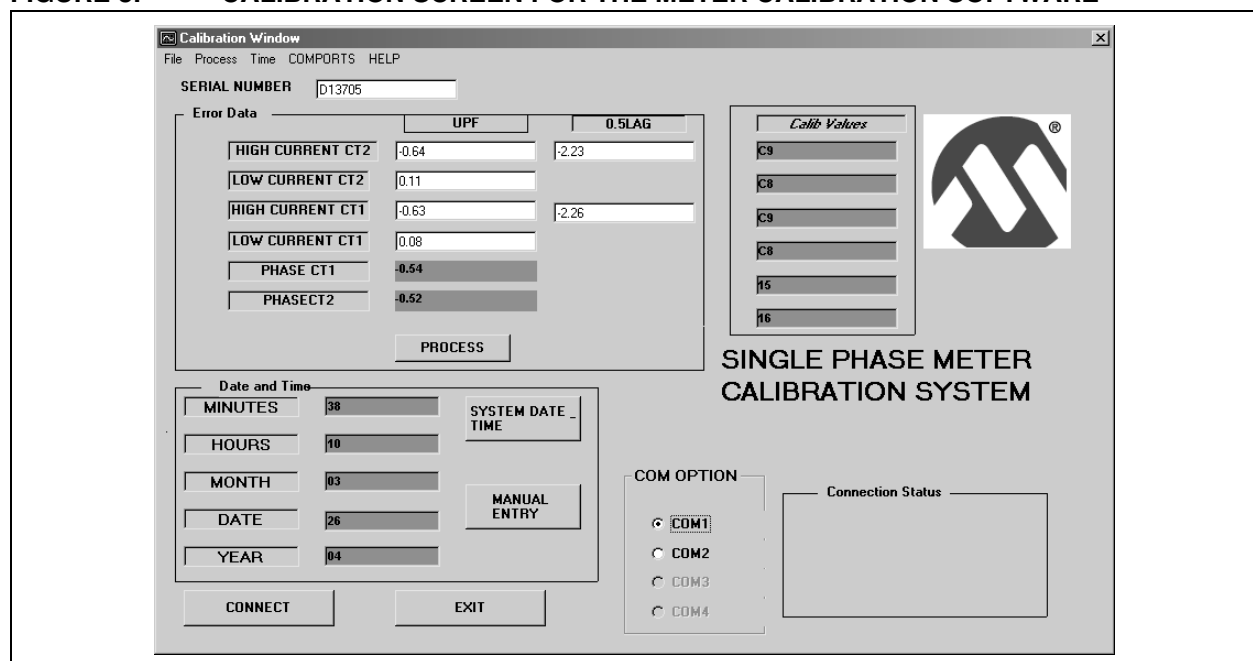 FIGURE 3: CALIBRATION SCREEN FOR THE METER CALIBRATION SOFTWARE
Calibration Window
File Process Time COMPORTS HELP
SERIAL NUMBER D13705
Error Data
UPF 0.5LAG
HIGH CURRENT CT2 -0.64 -2.23
LOW CURRENT CT2 0.11
HIGH CURRENT CT1 -0.63 -2.26
LOW CURRENT CT1 0.08
PHASE CT1 -0.54
PHASECT2 -0.52
PROCESS
Calib Values
C9
C8
C9
C8
15
16
®
SINGLE PHASE METER
CALIBRATION SYSTEM
Date and Time
MINUTES 38
HOURS 10
MONTH 03
DATE 26
YEAR 04
SYSTEM DATE _
TIME
MANUAL
ENTRY
CONNECT
EXIT
COM OPTION
COM1
COM2
COM3
COM4
Connection Status